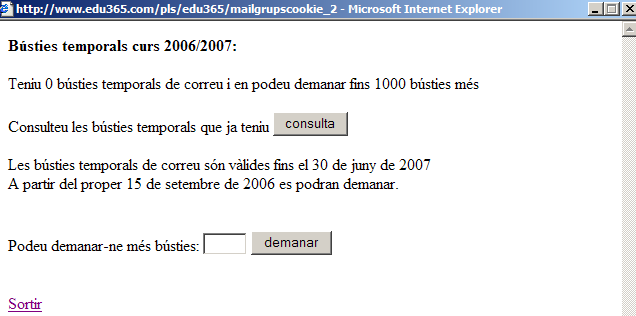 http://www.edu365.com/pls/edu365/mailgrupscookie_2 - Microsoft Internet Explorer
Bústies temporals curs 2006/2007:
Teniu 0 bústies temporals de correu i en podeu demanar fins 1000 bústies més
Consulteu les bústies temporals que ja teniu consulta
Les bústies temporals de correu són vàlides fins el 30 de juny de 2007
A partir del proper 15 de setembre de 2006 es podran demanar.
Podeu demanar-ne més bústies: demanar
Sortir